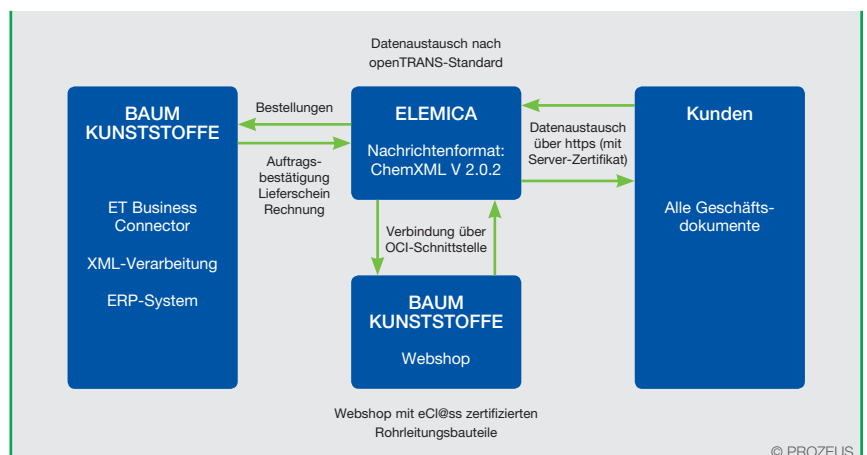 Datenaustausch nach
openTRANS-Standard
BAUM
KUNSTSTOFFE
ET Business
Connector
XML-Verarbeitung
ERP-System
Bestellungen
Auftrags-
bestätigung
Lieferschein
Rechnung
ELEMICA
Nachrichtenformat:
ChemXML V 2.0.2
Datenaustausch
über https (mit
Server-Zertifikat)
Kunden
Alle Geschäfts-
dokumente
Verbindung über
OCI-Schnittstelle
BAUM
KUNSTSTOFFE
Webshop
Webshop mit eCl@ss zertifizierten
Rohrleitungsbauteile
© PROZEUS